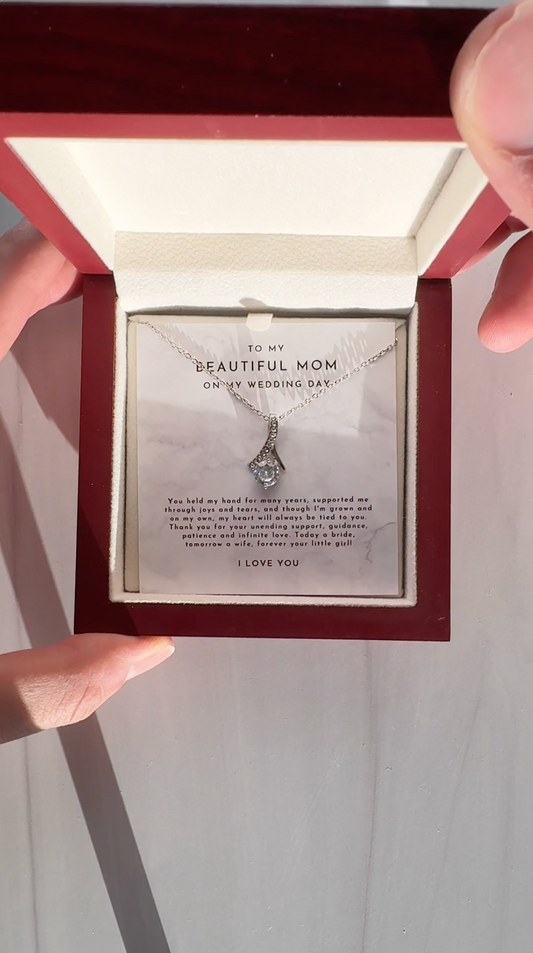 TO MY
BEAUTIFUL MOM
ON MY WEDDING DAY
You held my hand for many years, supported me
through joys and tears, and though I'm grown and
on my own, my heart will always be tied to you.
Thank you for your unending support, guidance,
patience and infinite love. Today a bride,
tomorrow a wife, forever your little girl!
I LOVE YOU